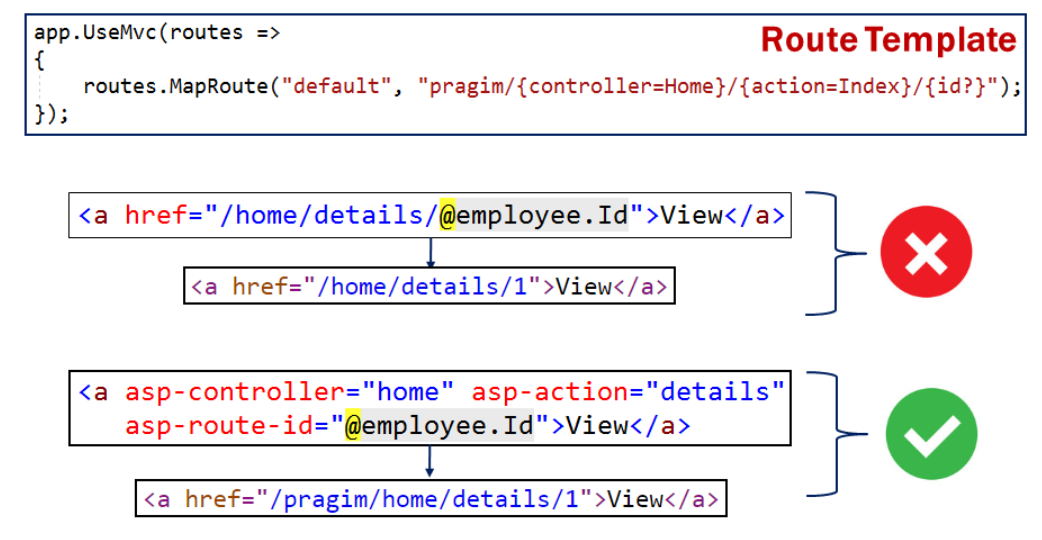 app.UseMvc(routes =>
Route Template
{
routes.MapRoute("default", "pragim/{controller=Home}/{action=Index}/{id?}");
});
<a href="/home/details/@employee.Id">View</a>
<a href="/home/details/1">View</a>
<a asp-controller="home" asp-action="details"
asp-route-id="@employee.Id">View</a>
<a href="/pragim/home/details/1">View</a>